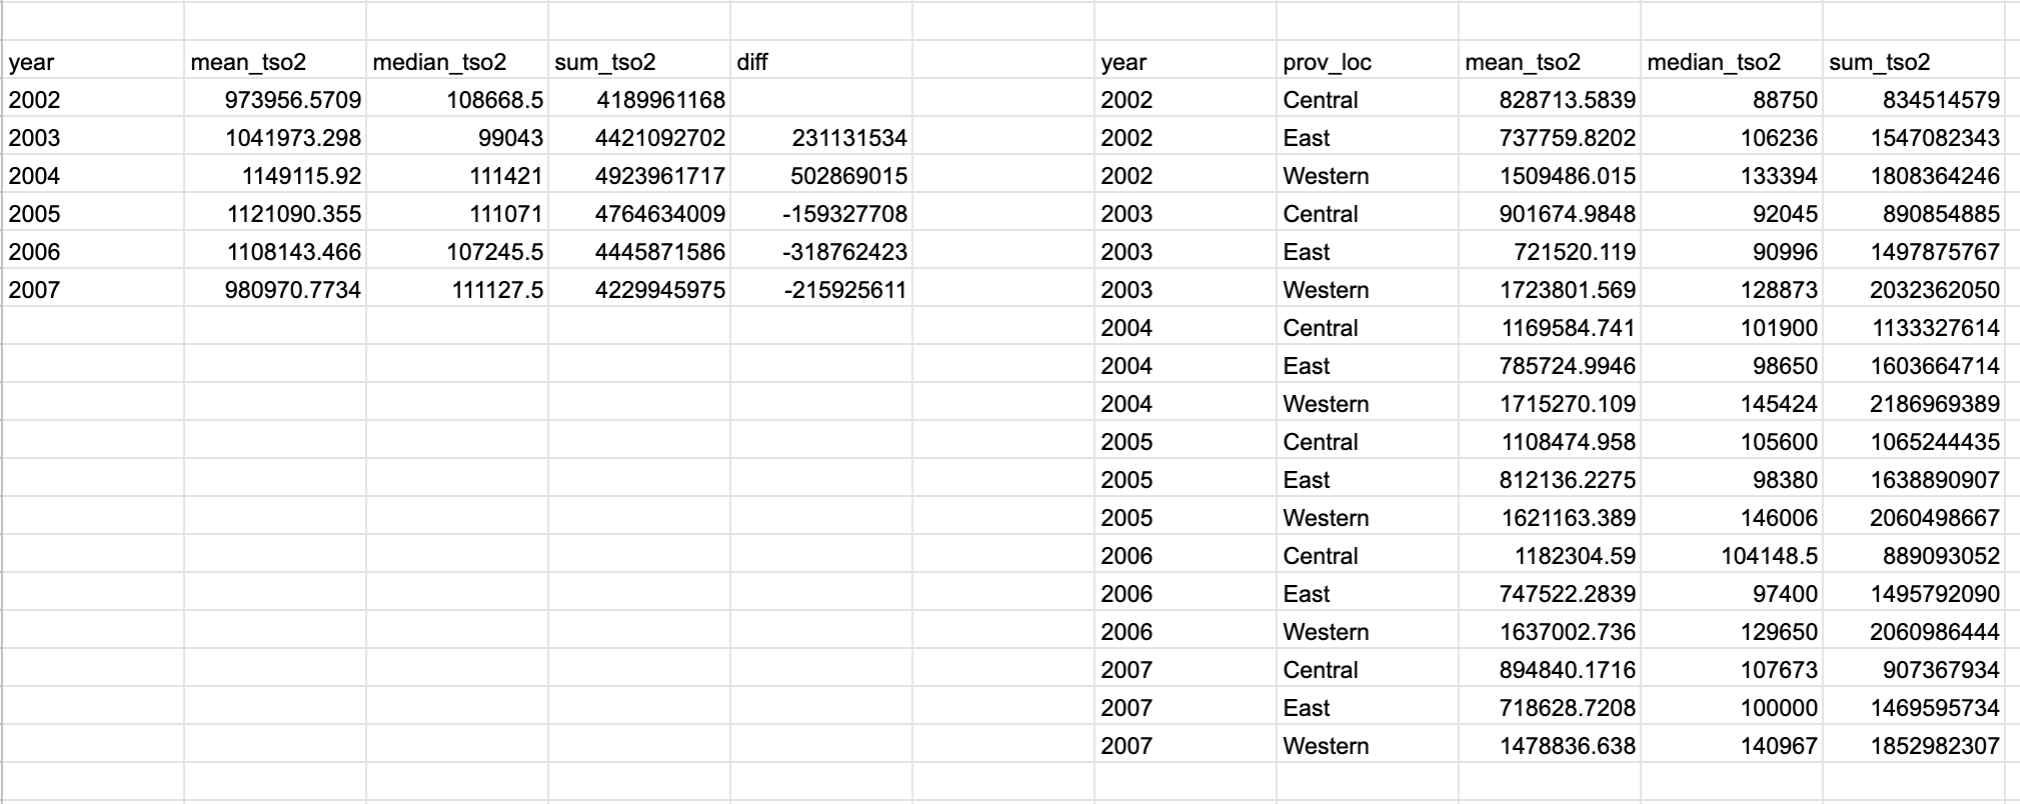 year mean_tso2 median_tso2 sum_tso2 diff year prov_loc mean_tso2 median_tso2 sum_tso2
2002 973956.5709 108668.5 4189961168 2002 Central 828713.5839 88750 834514579
2003 1041973.298 99043 4421092702 231131534 2002 East 737759.8202 106236 1547082343
2004 1149115.92 111421 4923961717 502869015 2002 Western 1509486.015 133394 1808364246
2005 1121090.355 111071 4764634009 -159327708 2003 Central 901674.9848 92045 890854885
2006 1108143.466 107245.5 4445871586 -318762423 2003 East 721520.119 90996 1497875767
2007 980970.7734 111127.5 4229945975 -215925611 2003 Western 1723801.569 128873 2032362050
2004 Central 1169584.741 101900 1133327614
2004 East 785724.9946 98650 1603664714
2004 Western 1715270.109 145424 2186969389
2005 Central 1108474.958 105600 1065244435
2005 East 812136.2275 98380 1638890907
2005 Western 1621163.389 146006 2060498667
2006 Central 1182304.59 104148.5 889093052
2006 East 747522.2839 97400 1495792090
2006 Western 1637002.736 129650 2060986444
2007 Central 894840.1716 107673 907367934
2007 East 718628.7208 100000 1469595734
2007 Western 1478836.638 140967 1852982307